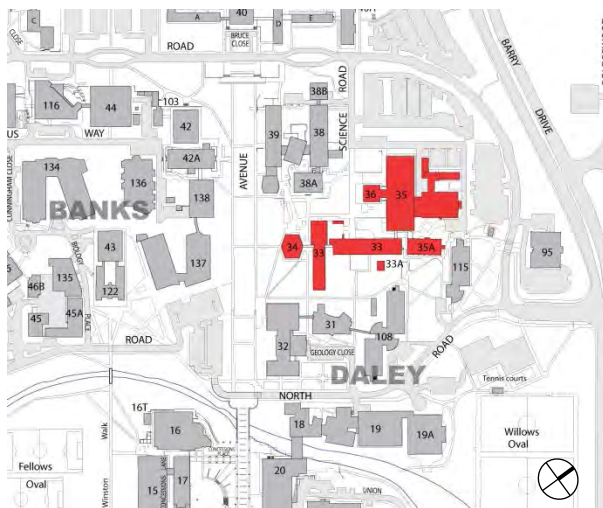 A
40
D
E
C
CLOSE
ROAD
BRUCE
CLOSE
BARRY
DRIVE
38B
ROAD
116
44
103
42
39
38
SCIENCE
US
WAY
42A
AVENUE
38A
35
36
CUNNINGHAM CLOSE
134
136
138
BANKS
34
33
33
35A
33A
115
95
43
137
135
BIOLOGY
PLACE
122
46B
45
45A
31
32
108
GEOLOGY CLOSE
ROAD
ROAD
DALEY
NORTH
Tennis courts
16T
16
18
19
19A
Willows
Oval
Walk
Winston
Fellows
Oval
15
17
20
LANE
UNION